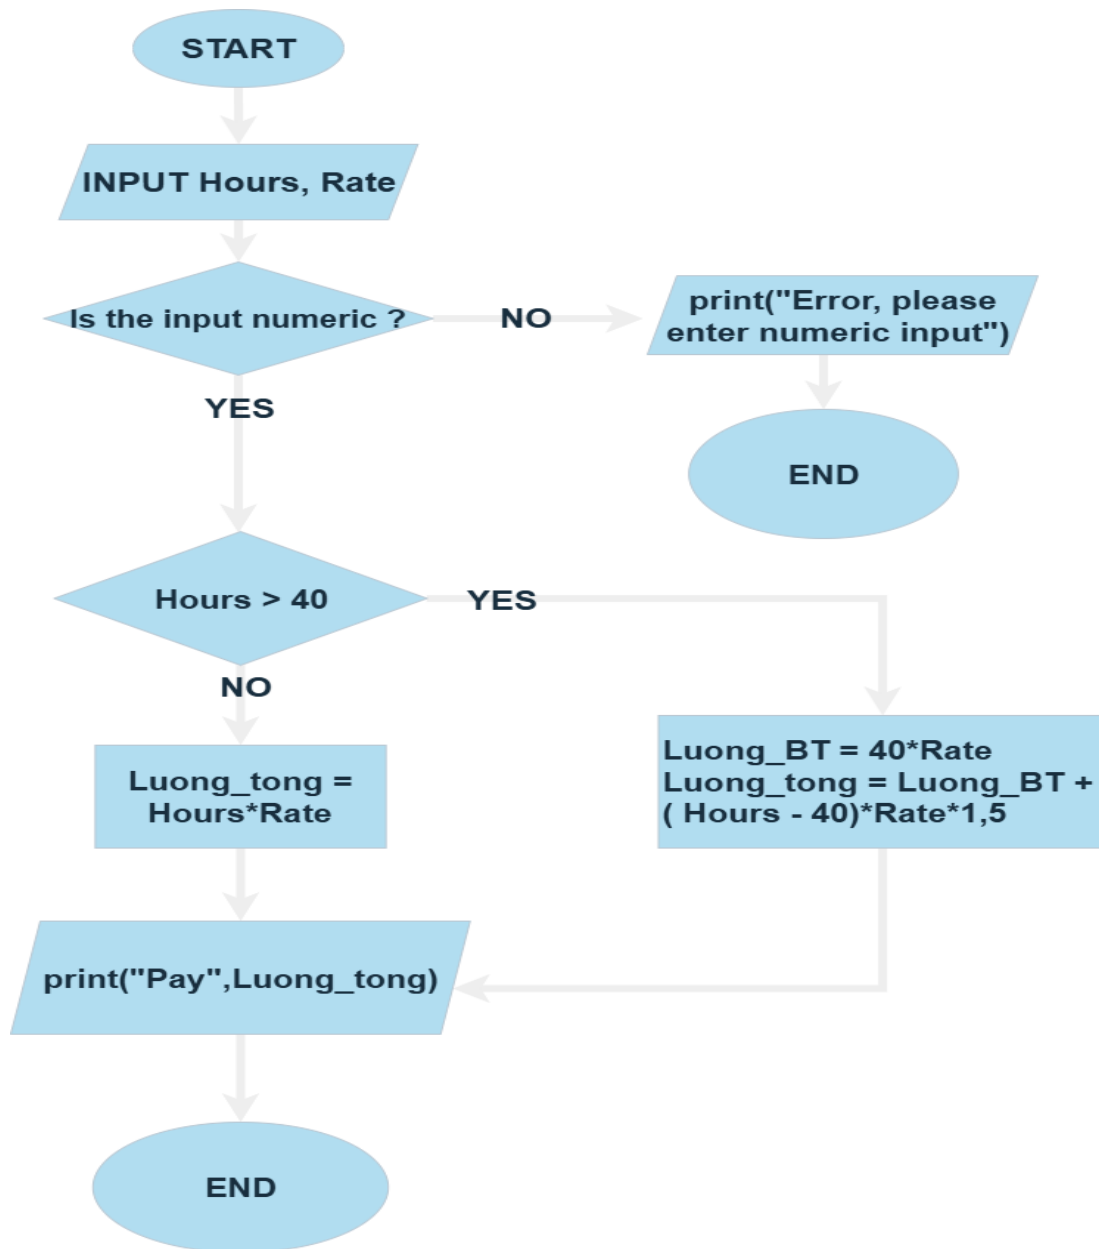 START
INPUT Hours, Rate
Is the input numeric ?
NO
print("Error, please
enter numeric input")
YES
END
Hours > 40
YES
NO
Luong_tong =
Hours*Rate
Luong_BT = 40*Rate
Luong_tong = Luong_BT +
( Hours - 40)*Rate*1,5
print("Pay",Luong_tong)
END